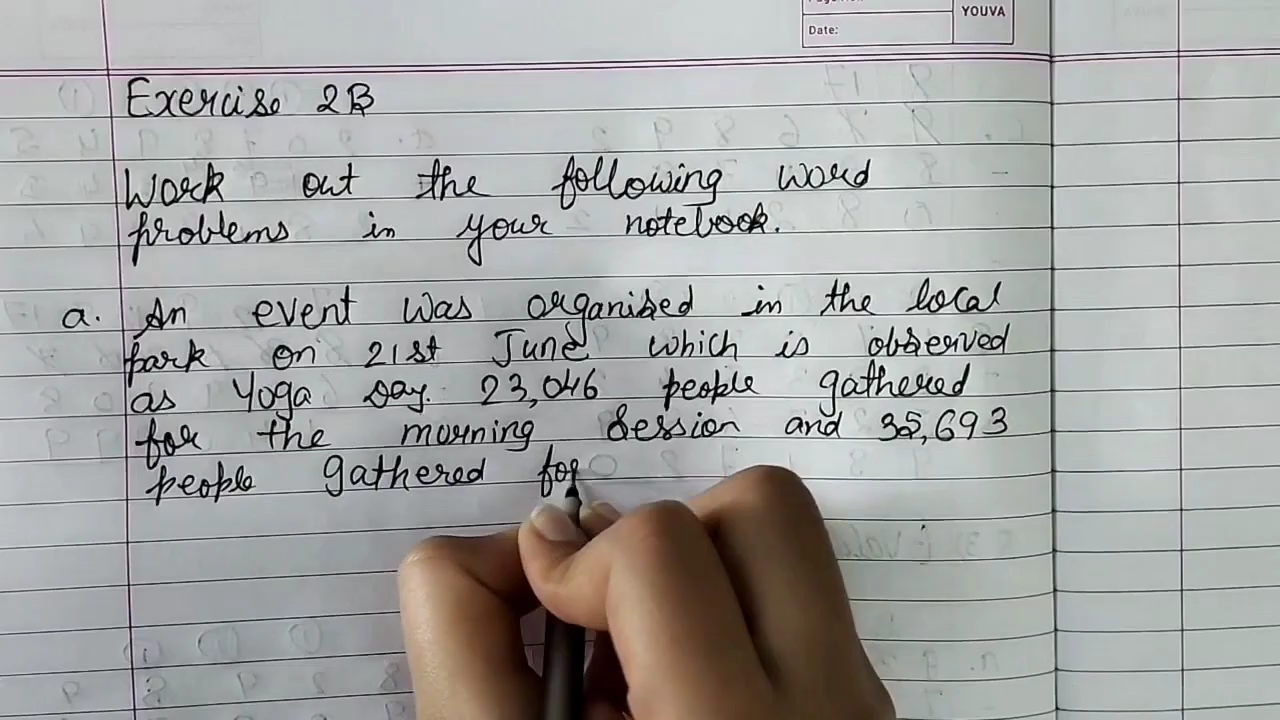 YOUVA
Date:
Exercise 2B
Work out the following word
problems in your notebook.
a. An event was organised in the local
park on 21st June which is observed
as Yoga Day. 23,046 people gathered
for the morning session and 35,693
people gathered for